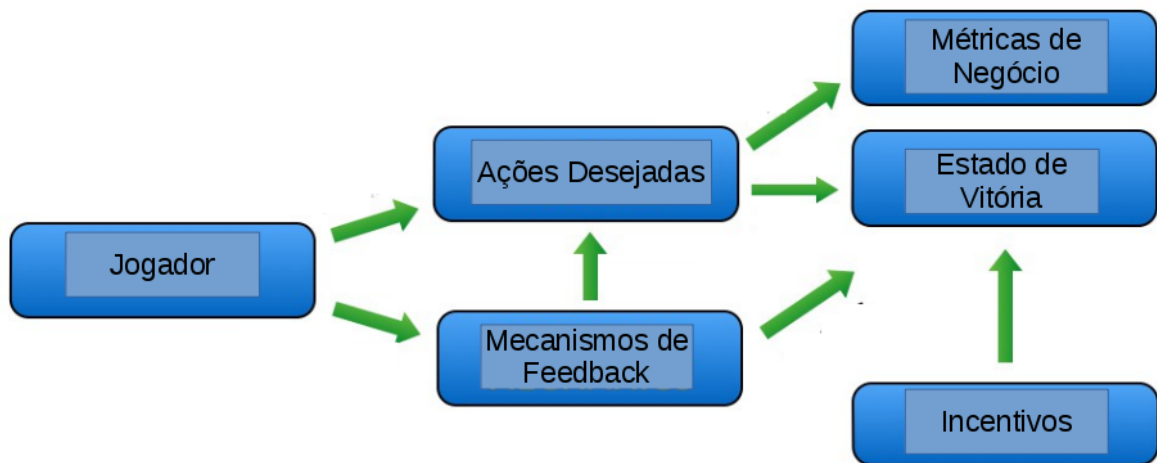 Métricas de
Negócio
Ações Desejadas
Estado de
Vitória
Jogador
Mecanismos de
Feedback
Incentivos